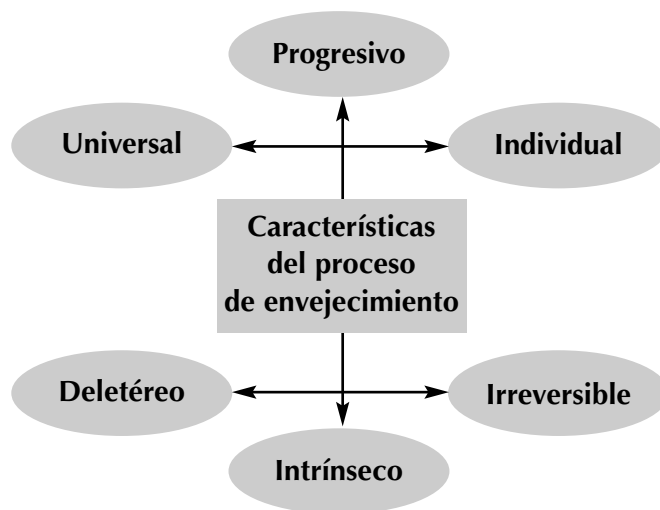 Progresivo
Universal
Individual
Características
del proceso
de envejecimiento
Deletéreo
Irreversible
Intrínseco